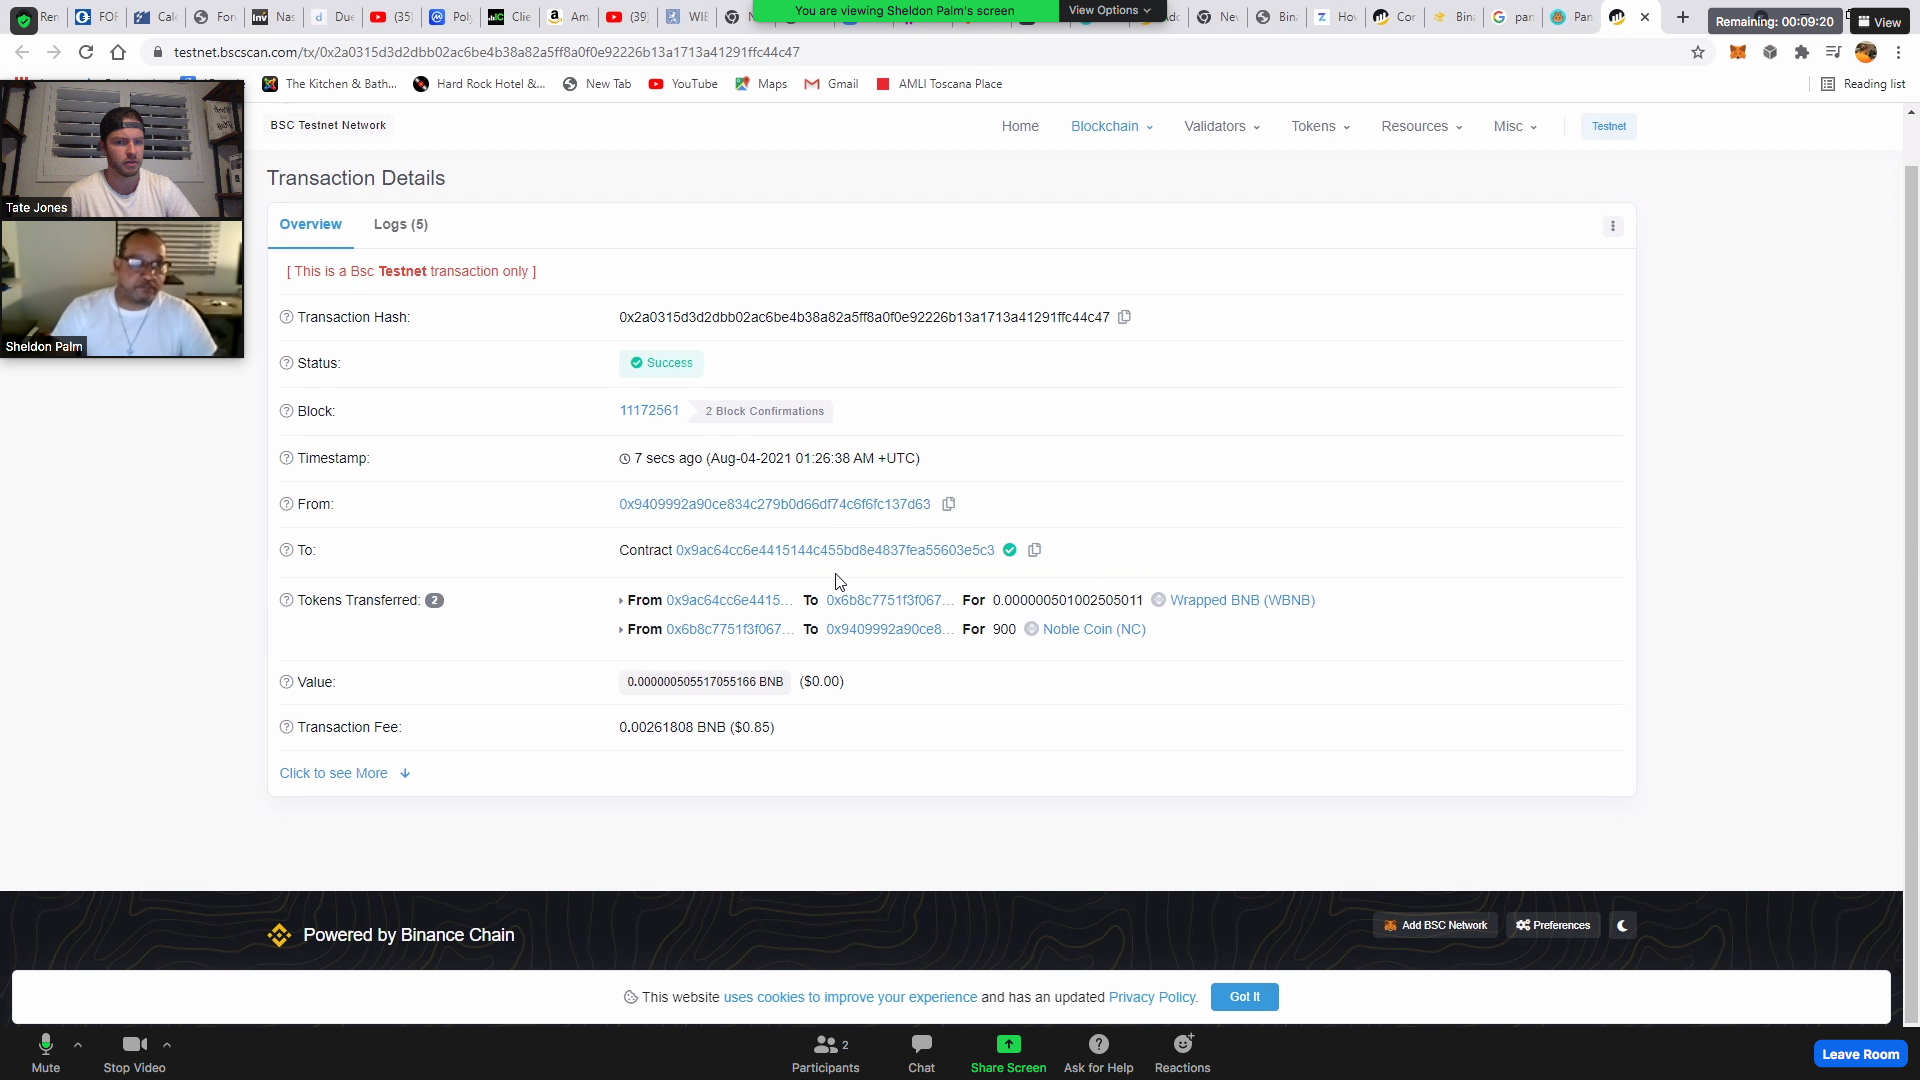 Ren
FOF
Cale
For
Inv Nas
d Due
(35)
Poly
Clie
a Am
(39)
WIE
You are viewing Sheldon Palm's screen
View Options
Nev
Bin
Z Ho
Cor
Bin
pan
Pan
Remaining: 00:09:20
View
testnet.bscscan.com/tx/0x2a0315d3d2dbb02ac6be4b38a82a5ff8a0f0e92226b13a1713a41291ffc44c47
The Kitchen & Bath...
Hard Rock Hotel &...
New Tab
YouTube
Maps
Gmail
AMLI Toscana Place
Reading list
Tate Jones
Sheldon Palm
BSC Testnet Network
Home
Blockchain
Validators
Tokens
Resources
Misc
Testnet
Transaction Details
Overview
Logs (5)
[ This is a Bsc Testnet transaction only ]
Transaction Hash: 0x2a0315d3d2dbb02ac6be4b38a82a5ff8a0f0e92226b13a1713a41291ffc44c47
Status: Success
Block: 11172561 2 Block Confirmations
Timestamp: 7 secs ago (Aug-04-2021 01:26:38 AM +UTC)
From: 0x9409992a90ce834c279b0d66df74c6f6fc137d63
To: Contract 0x9ac64cc6e4415144c455bd8e4837fea55603e5c3
Tokens Transferred: 2 From 0x9ac64cc6e4415... To 0x6b8c7751f3f067... For 0.000000501002505011 Wrapped BNB (WBNB)
From 0x6b8c7751f3f067... To 0x9409992a90ce8... For 900 Noble Coin (NC)
Value: 0.000000505517055166 BNB ($0.00)
Transaction Fee: 0.00261808 BNB ($0.85)
Click to see More
Powered by Binance Chain
Add BSC Network
Preferences
This website uses cookies to improve your experience and has an updated Privacy Policy.
Got It
Mute
Stop Video
Participants 2
Chat
Share Screen
Ask for Help
Reactions
Leave Room